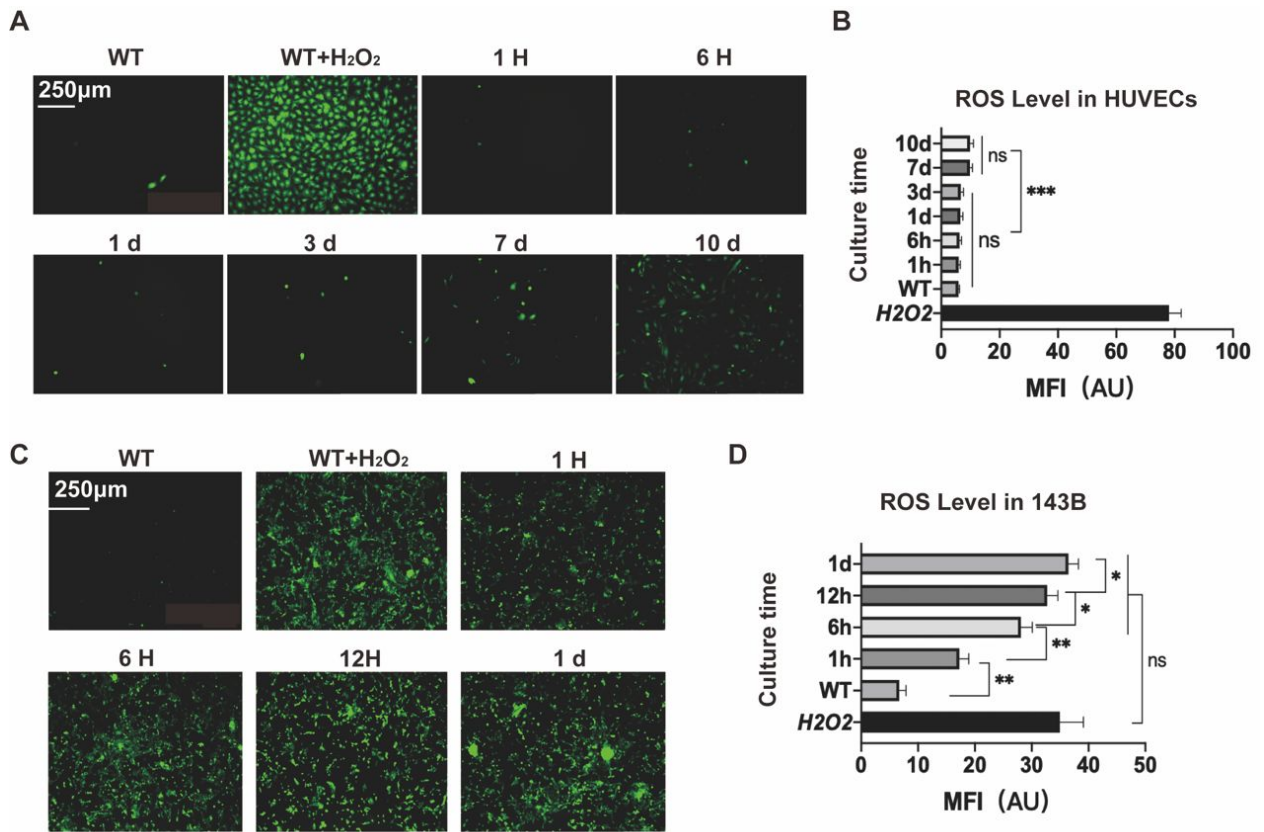 A
WT
WT+H₂O₂
1 H
6 H
250μm
1 d
3 d
7 d
10 d
B
ROS Level in HUVECs
Culture time
10d
7d
3d
1d
6h
1h
WT
H2O2
ns
***
ns
0 20 40 60 80 100
MFI (AU)
C
WT
WT+H₂O₂
1 H
250μm
6 H
12H
1 d
D
ROS Level in 143B
Culture time
1d
12h
6h
1h
WT
H2O2
*
*
**
**
ns
0 10 20 30 40 50
MFI (AU)